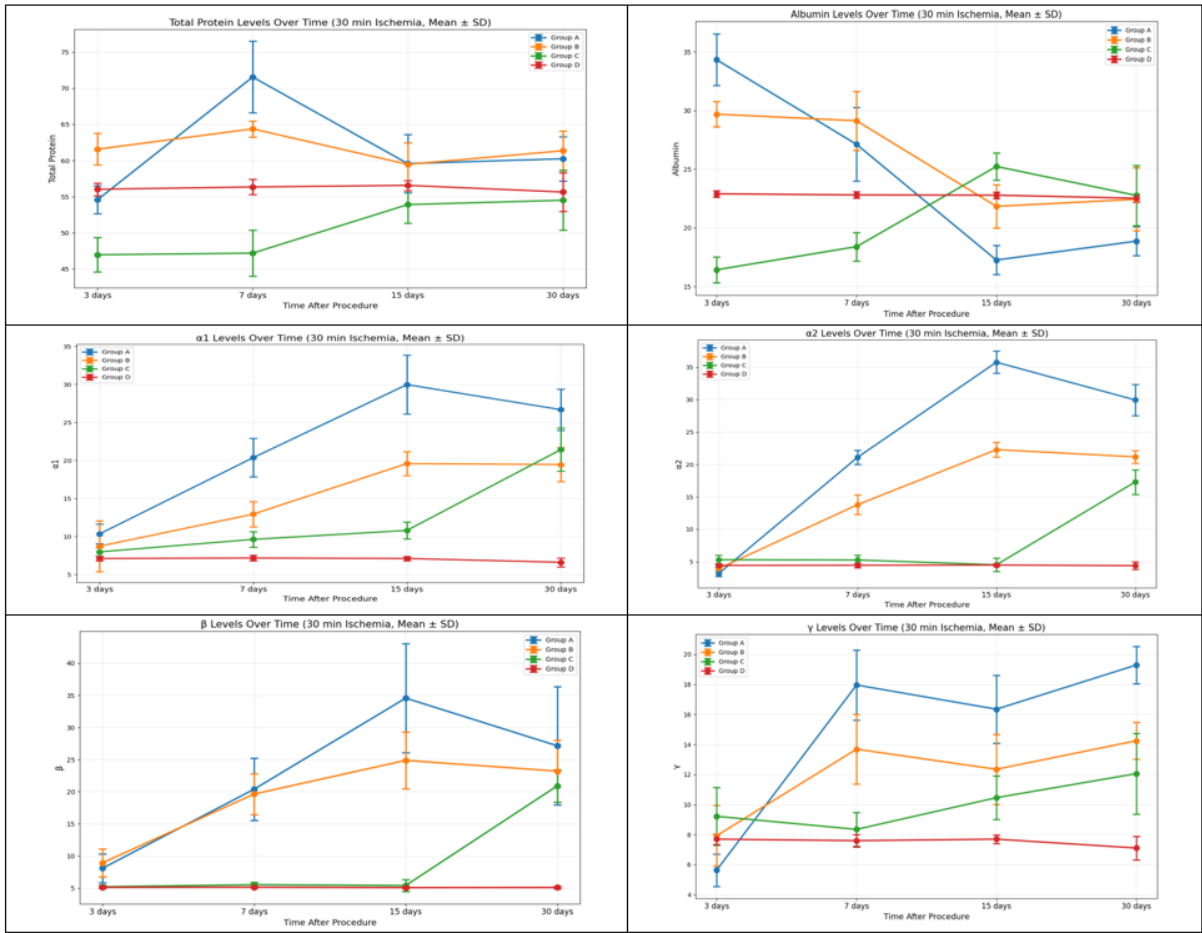 Total Protein Levels Over Time (30 min Ischemia, Mean ± SD)
Group A
Group B
Group C
Group D
75
70
65
60
55
50
45
Total Protein
3 days
7 days
15 days
30 days
Time After Procedure
Albumin Levels Over Time (30 min Ischemia, Mean ± SD)
Group A
Group B
Group C
Group D
35
30
25
20
15
Albumin
3 days
7 days
15 days
30 days
Time After Procedure
α1 Levels Over Time (30 min Ischemia, Mean ± SD)
Group A
Group B
Group C
Group D
35
30
25
20
15
10
5
α1
3 days
7 days
15 days
30 days
Time After Procedure
α2 Levels Over Time (30 min Ischemia, Mean ± SD)
Group A
Group B
Group C
Group D
35
30
25
20
15
10
5
α2
3 days
7 days
15 days
30 days
Time After Procedure
β Levels Over Time (30 min Ischemia, Mean ± SD)
Group A
Group B
Group C
Group D
40
35
30
25
20
15
10
5
β
3 days
7 days
15 days
30 days
Time After Procedure
γ Levels Over Time (30 min Ischemia, Mean ± SD)
Group A
Group B
Group C
Group D
20
18
16
14
12
10
8
6
4
γ
3 days
7 days
15 days
30 days
Time After Procedure